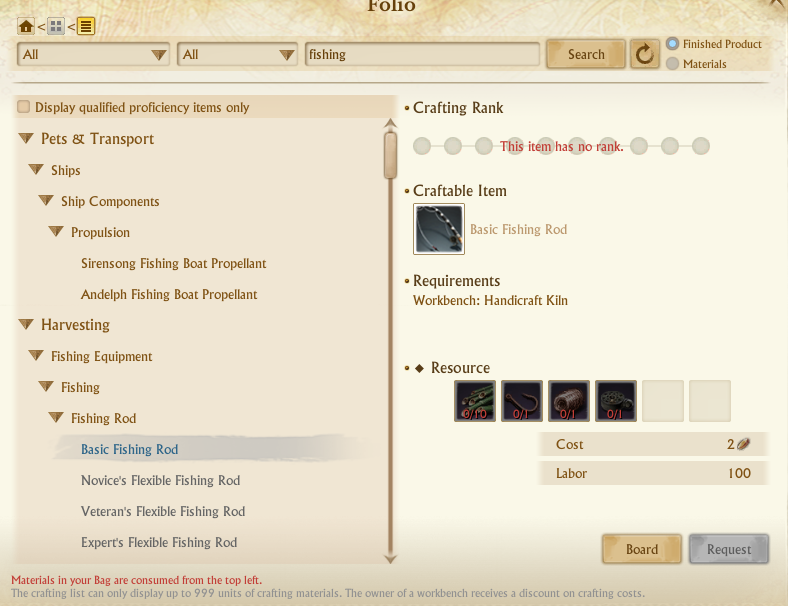 Folio
< <
All All fishing Search Finished Product
Materials
Display qualified proficiency items only
Pets & Transport
Ships
Ship Components
Propulsion
Sirensong Fishing Boat Propellant
Andelph Fishing Boat Propellant
Harvesting
Fishing Equipment
Fishing
Fishing Rod
Basic Fishing Rod
Novice's Flexible Fishing Rod
Veteran's Flexible Fishing Rod
Expert's Flexible Fishing Rod
• Crafting Rank
This item has no rank.
• Craftable Item
Basic Fishing Rod
• Requirements
Workbench: Handicraft Kiln
• ◆ Resource
0/10 0/1 0/1 0/1
Cost 2
Labor 100
Board Request
Materials in your Bag are consumed from the top left.
The crafting list can only display up to 999 units of crafting materials. The owner of a workbench receives a discount on crafting costs.